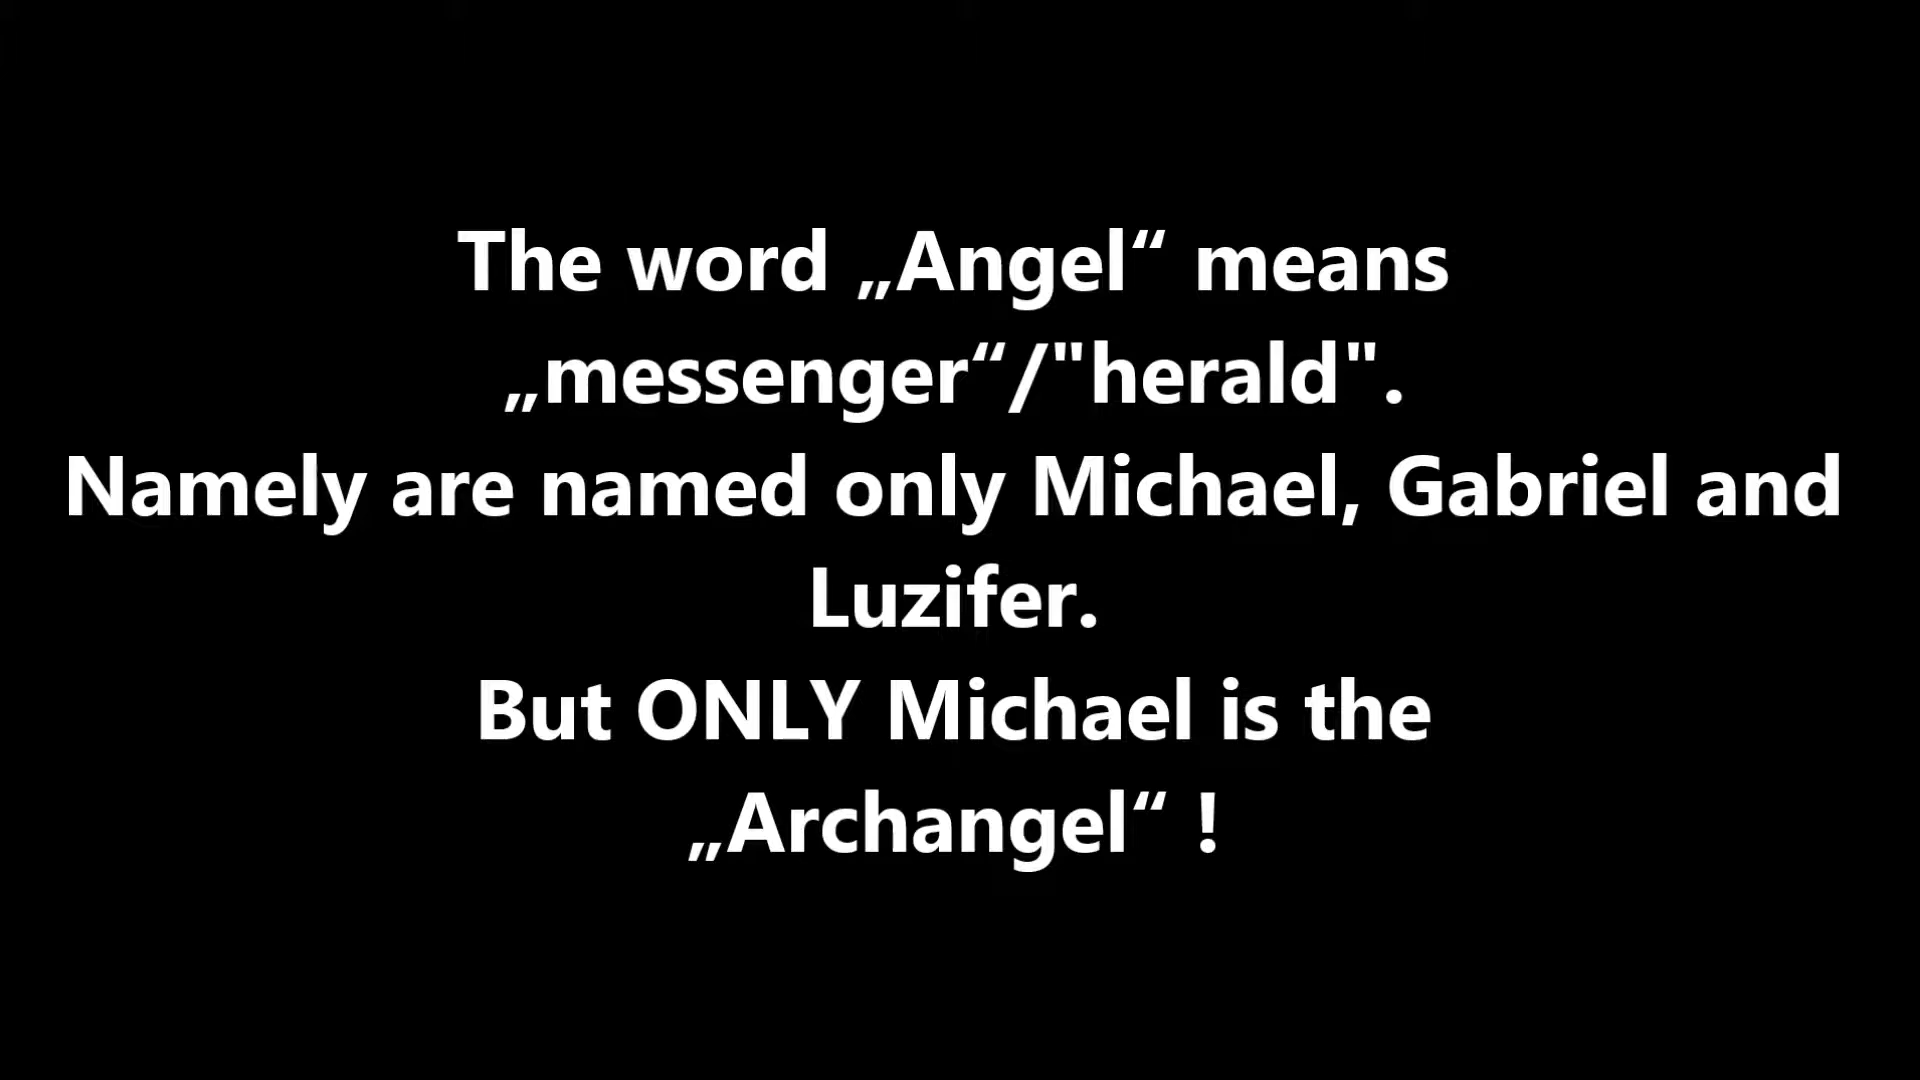 The word „Angel“ means
„messenger“/"herald".
Namely are named only Michael, Gabriel and
Luzifer.
But ONLY Michael is the
„Archangel“ !